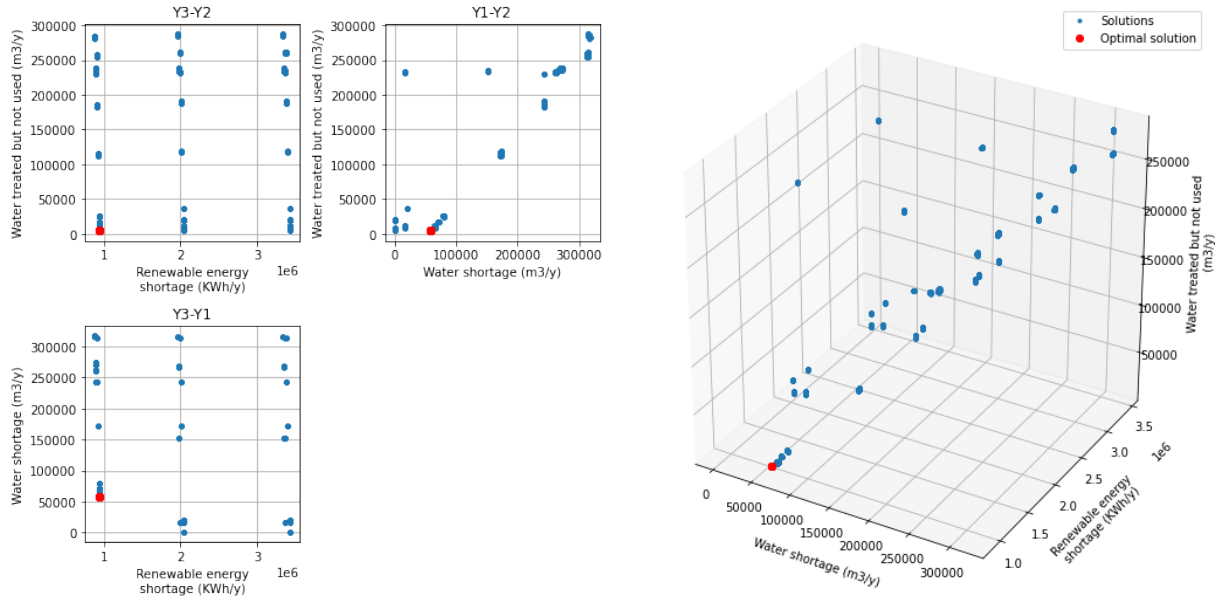 Y3-Y2
300000
250000
200000
150000
100000
50000
0
Water treated but not used (m3/y)
1
2
3
1e6
Renewable energy
shortage (KWh/y)
Y1-Y2
300000
250000
200000
150000
100000
50000
0
Water treated but not used (m3/y)
0
100000
200000
300000
Water shortage (m3/y)
Y3-Y1
300000
250000
200000
150000
100000
50000
0
Water shortage (m3/y)
1
2
3
1e6
Renewable energy
shortage (KWh/y)
Solutions
Optimal solution
250000
200000
150000
100000
50000
Water treated but not used
(m3/y)
0
50000
100000
150000
200000
250000
300000
Water shortage (m3/y)
1.0
1.5
2.0
2.5
3.0
3.5
1e6
Renewable energy
shortage (KWh/y)